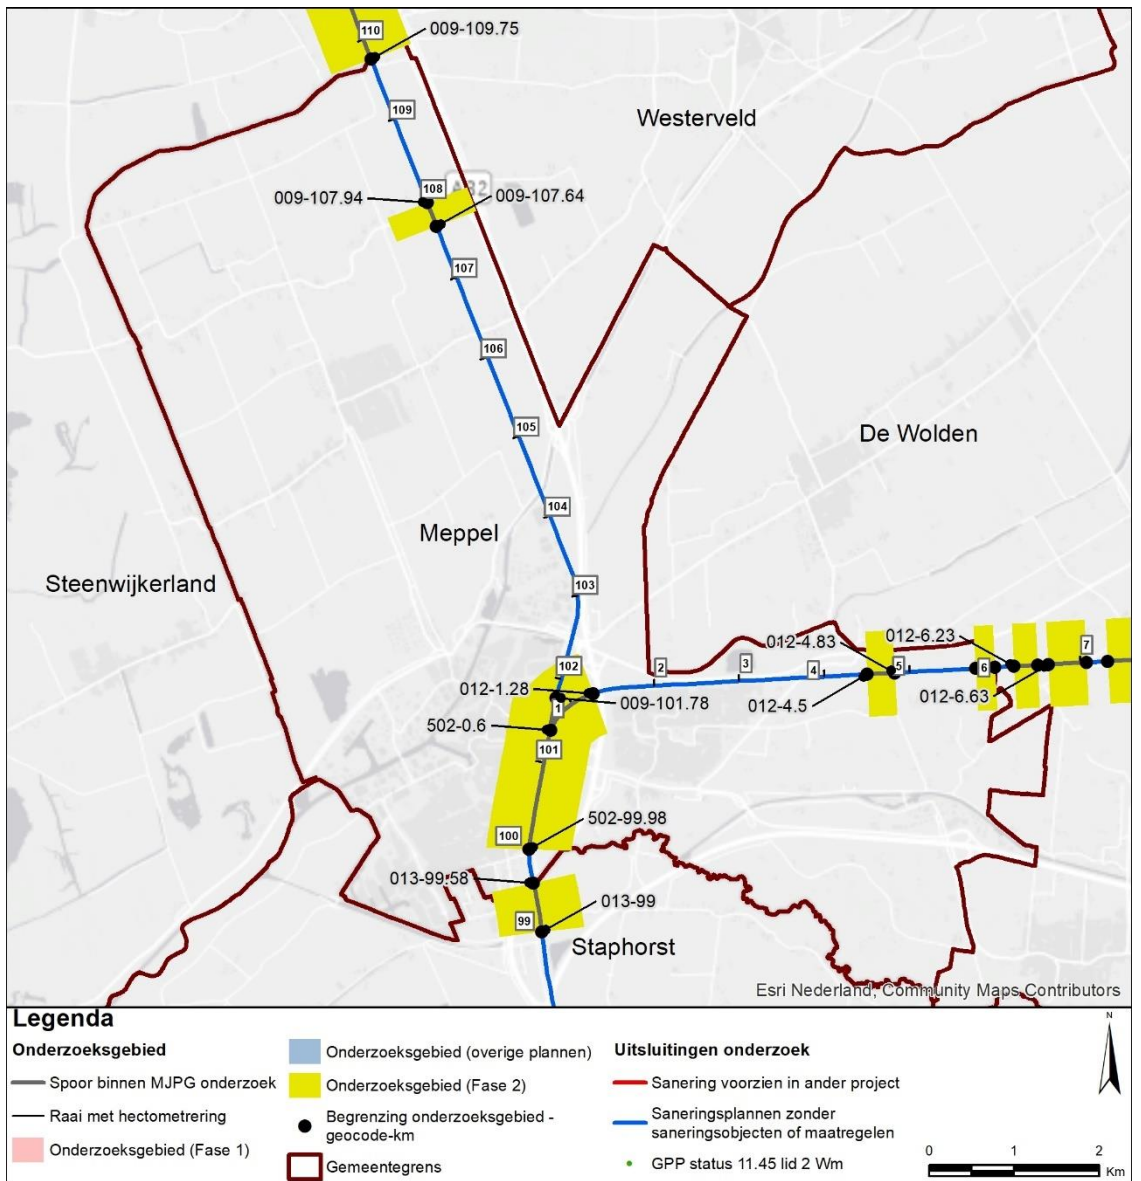 110
009-109.75
Westerveld
109
108
A32
009-107.94
009-107.64
107
106
105
De Wolden
104
Meppel
Steenwijkerland
103
012-4.83
012-6.23
102
2
3
4
5
6
7
012-1.28
009-101.78
012-4.5
012-6.63
1
502-0.6
101
100
502-99.98
013-99.58
013-99
99
Staphorst
Esri Nederland, Community Maps Contributors
Legenda
Onderzoeksgebied
Spoor binnen MJPG onderzoek
Raai met hectometrering
Onderzoeksgebied (Fase 1)
Onderzoeksgebied (overige plannen)
Onderzoeksgebied (Fase 2)
Begrenzing onderzoeksgebied -
geocode-km
Gemeentegrens
Uitsluitingen onderzoek
Sanering voorzien in ander project
Saneringsplannen zonder
saneringsobjecten of maatregelen
GPP status 11.45 lid 2 Wm
N
0 1 2
Km